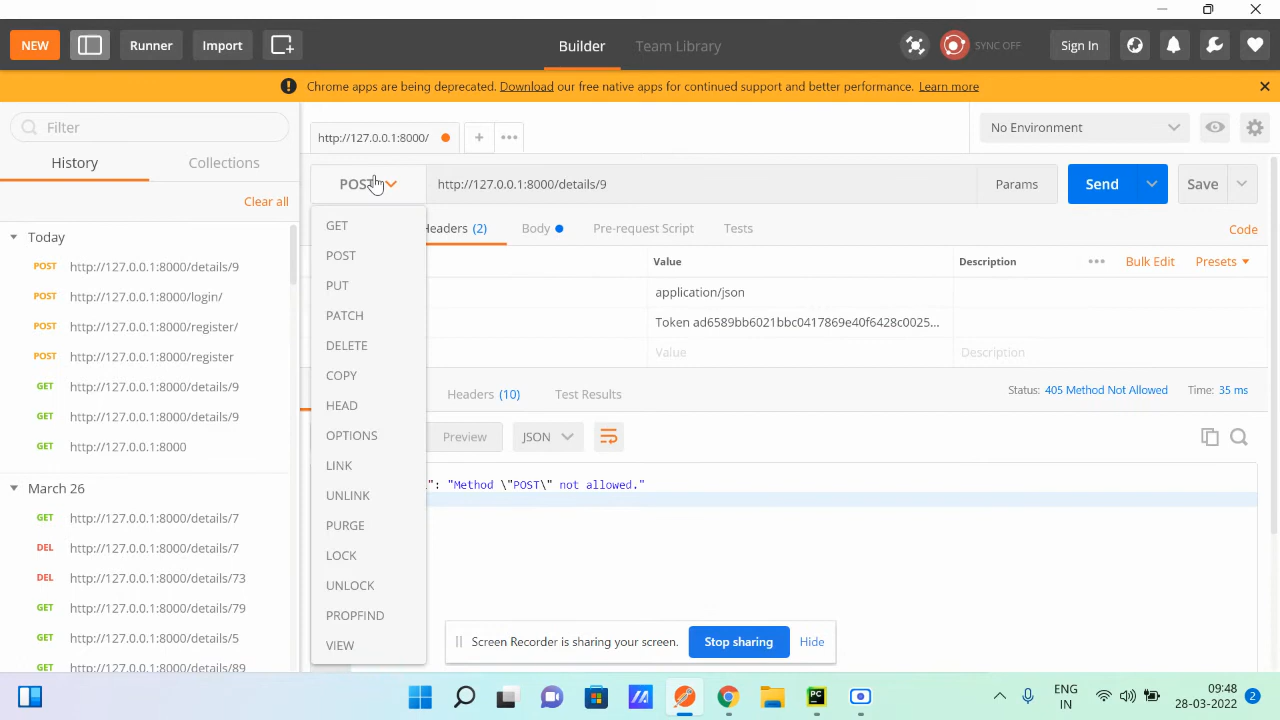 NEW
Runner
Import
Builder
Team Library
SYNC OFF
Sign In
Chrome apps are being deprecated. Download our free native apps for continued support and better performance. Learn more
Filter
History
Collections
Clear all
Today
POST http://127.0.0.1:8000/details/9
POST http://127.0.0.1:8000/login/
POST http://127.0.0.1:8000/register/
POST http://127.0.0.1:8000/register
GET http://127.0.0.1:8000/details/9
GET http://127.0.0.1:8000/details/9
GET http://127.0.0.1:8000
March 26
GET http://127.0.0.1:8000/details/7
DEL http://127.0.0.1:8000/details/7
DEL http://127.0.0.1:8000/details/73
GET http://127.0.0.1:8000/details/79
GET http://127.0.0.1:8000/details/5
GET http://127.0.0.1:8000/details/89
http://127.0.0.1:8000/
No Environment
POST
http://127.0.0.1:8000/details/9
Params
Send
Save
GET
POST
PUT
PATCH
DELETE
COPY
HEAD
OPTIONS
LINK
UNLINK
PURGE
LOCK
UNLOCK
PROPFIND
VIEW
Headers (2)
Body
Pre-request Script
Tests
Code
Value
Description
Bulk Edit
Presets
application/json
Token ad6589bb6021bbc0417869e40f6428c0025...
Value
Description
Headers (10)
Test Results
Status: 405 Method Not Allowed
Time: 35 ms
Preview
JSON
": "Method \"POST\" not allowed."
Screen Recorder is sharing your screen.
Stop sharing
Hide
ENG
IN
09:48
28-03-2022
2